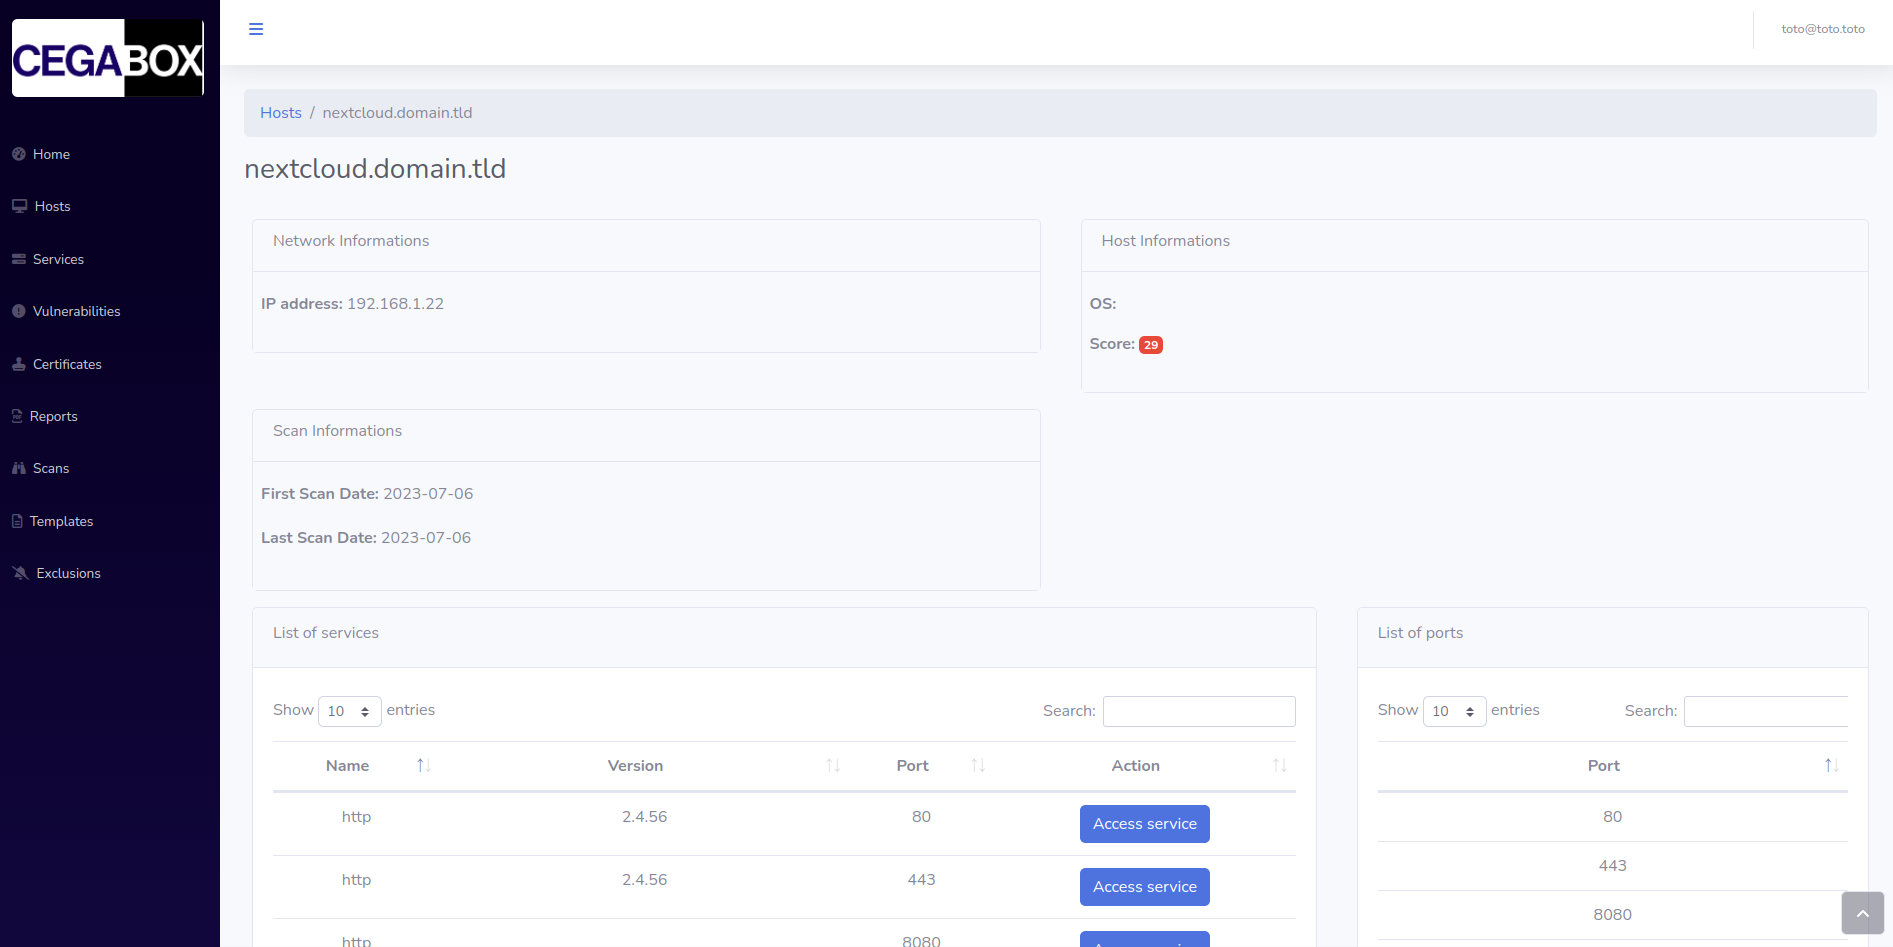 CEGABOX
toto@toto.toto
Home
Hosts
Services
Vulnerabilities
Certificates
Reports
Scans
Templates
Exclusions
Hosts / nextcloud.domain.tld
nextcloud.domain.tld
Network Informations
IP address: 192.168.1.22
Host Informations
OS:
Score: 29
Scan Informations
First Scan Date: 2023-07-06
Last Scan Date: 2023-07-06
List of services
Show 10 entries Search:
Name Version Port Action
http 2.4.56 80 Access service
http 2.4.56 443 Access service
http 8080
List of ports
Show 10 entries Search:
Port
80
443
8080